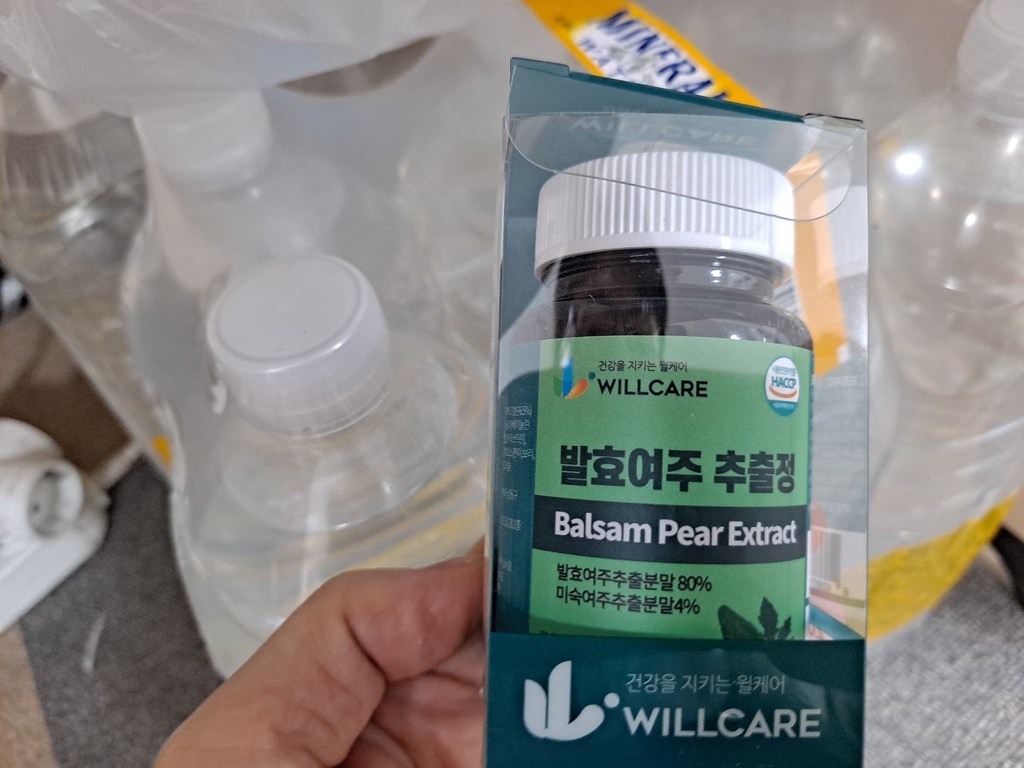 MINERAL
WILLCARE
건강을 지키는 윌케어
WILLCARE
HACCP
발효여주 추출정
Balsam Pear Extract
발효여주추출분말 80%
미숙여주추출분말4%
건강을 지키는 윌케어
WILLCARE